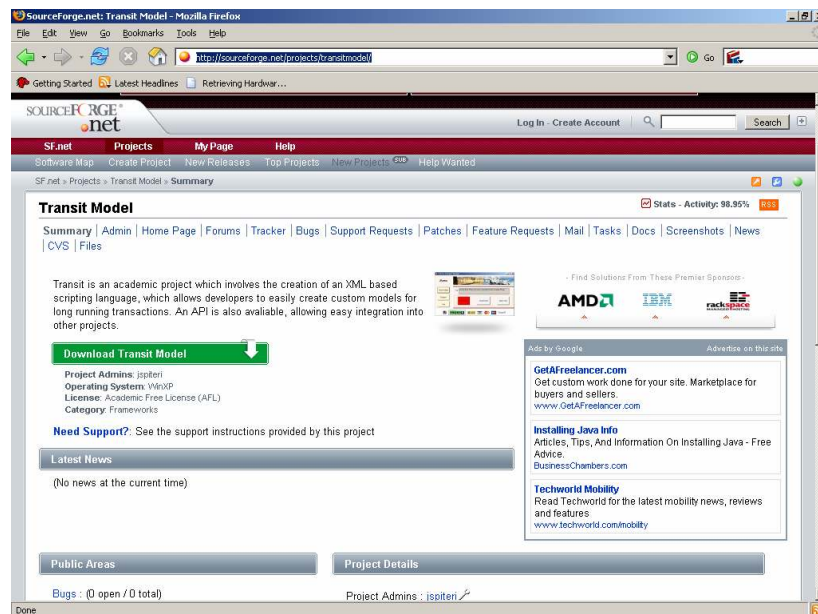 SourceForge.net: Transit Model - Mozilla Firefox
File Edit View Go Bookmarks Tools Help
http://sourceforge.net/projects/transitmodel/
Go
Getting Started Latest Headlines Retrieving Hardwar...
SOURCEFORGE
.net
Log In - Create Account
Search
SF.net Projects My Page Help
Software Map Create Project New Releases Top Projects New Projects SUB Help Wanted
SF.net » Projects » Transit Model » Summary
Transit Model
Stats - Activity: 98.95% RSS
Summary | Admin | Home Page | Forums | Tracker | Bugs | Support Requests | Patches | Feature Requests | Mail | Tasks | Docs | Screenshots | News
| CVS | Files
Transit is an academic project which involves the creation of an XML based
scripting language, which allows developers to easily create custom models for
long running transactions. An API is also avaliable, allowing easy integration into
other projects.
- Find Solutions From These Premier Sponsors -
AMD IBM rackspace
MANAGED HOSTING
Download Transit Model
Project Admins: jspiteri
Operating System: WinXP
License: Academic Free License (AFL)
Category: Frameworks
Need Support?: See the support instructions provided by this project
Latest News
(No news at the current time)
Ads by Google Advertise on this site
GetAFreelancer.com
Get custom work done for your site. Marketplace for
buyers and sellers.
www.GetAFreelancer.com
Installing Java Info
Articles, Tips, And Information On Installing Java - Free
Advice.
BusinessChambers.com
Techworld Mobility
Read Techworld for the latest mobility news, reviews
and features
www.techworld.com/mobility
Public Areas
Bugs : (0 open / 0 total)
Project Details
Project Admins : jspiteri
Done